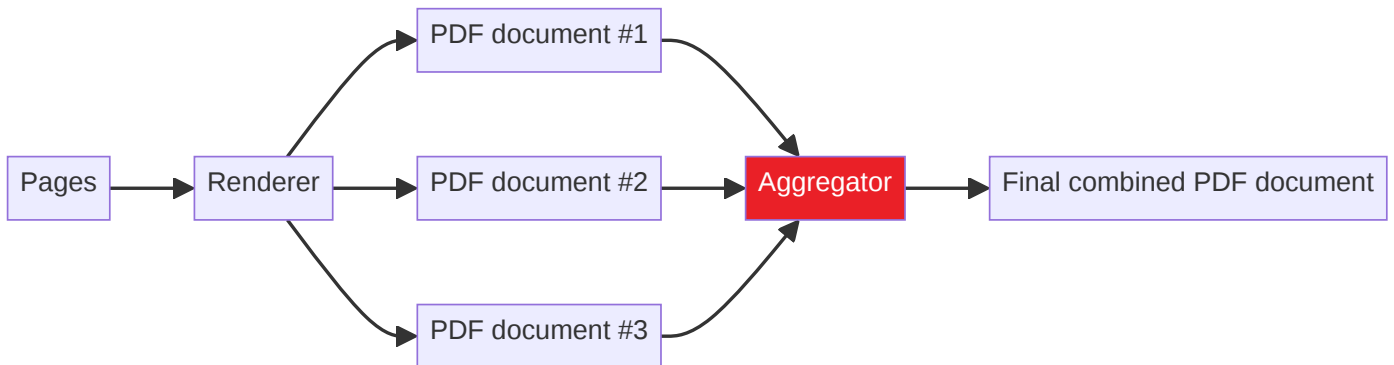 Pages
Renderer
PDF document #1
PDF document #2
PDF document #3
Aggregator
Final combined PDF document